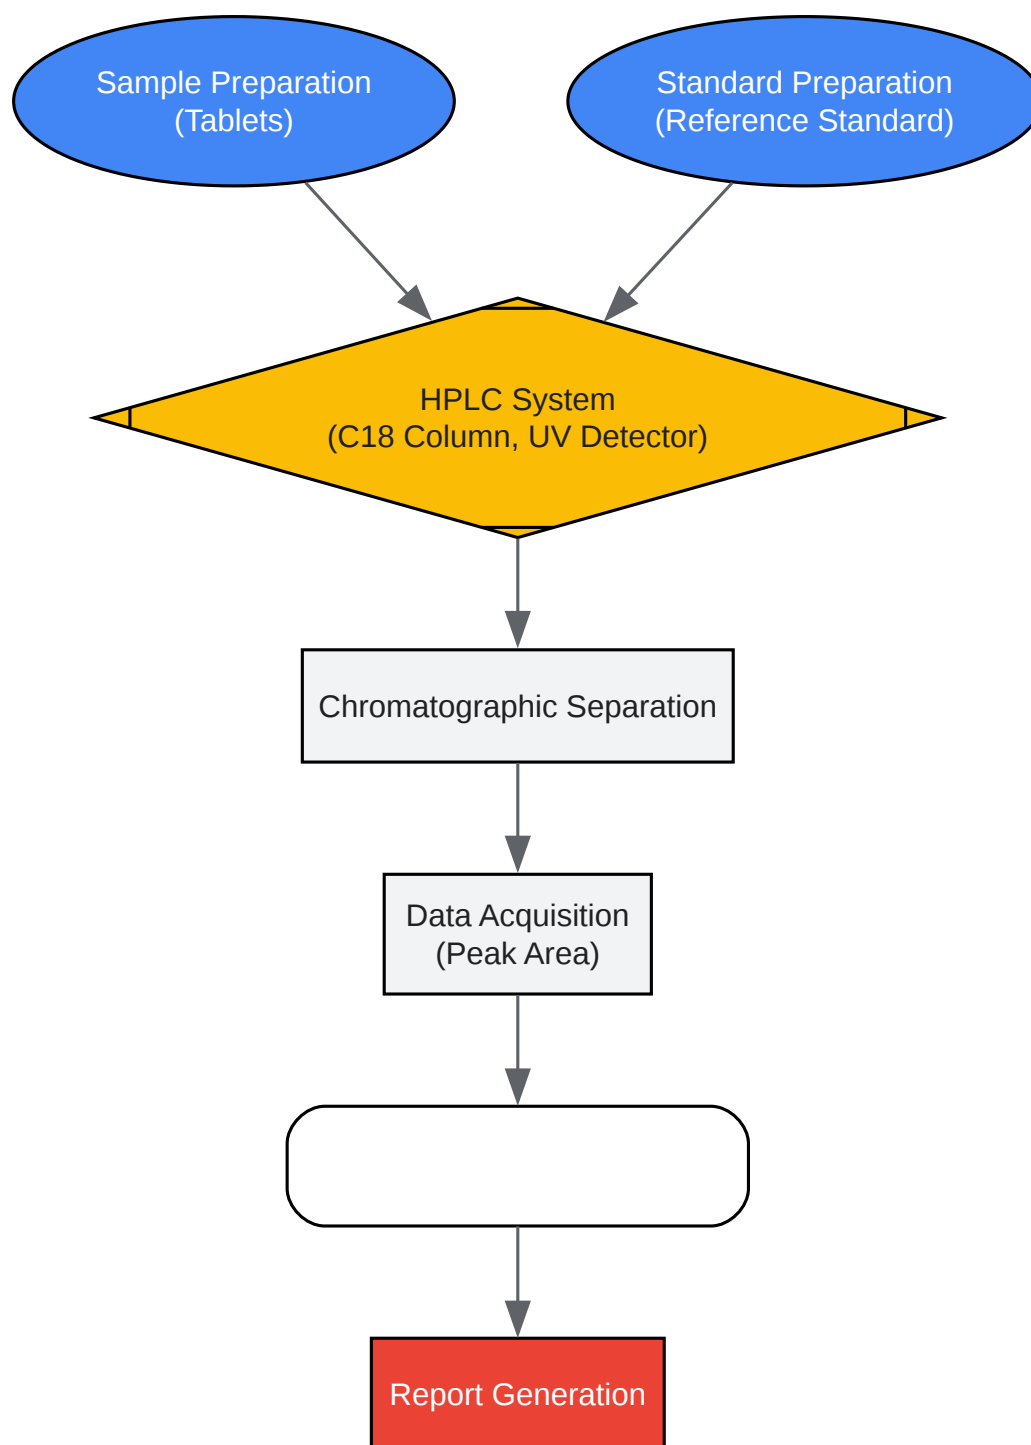 Sample Preparation
(Tablets)
Standard Preparation
(Reference Standard)
HPLC System
(C18 Column, UV Detector)
Chromatographic Separation
Data Acquisition
(Peak Area)
Report Generation